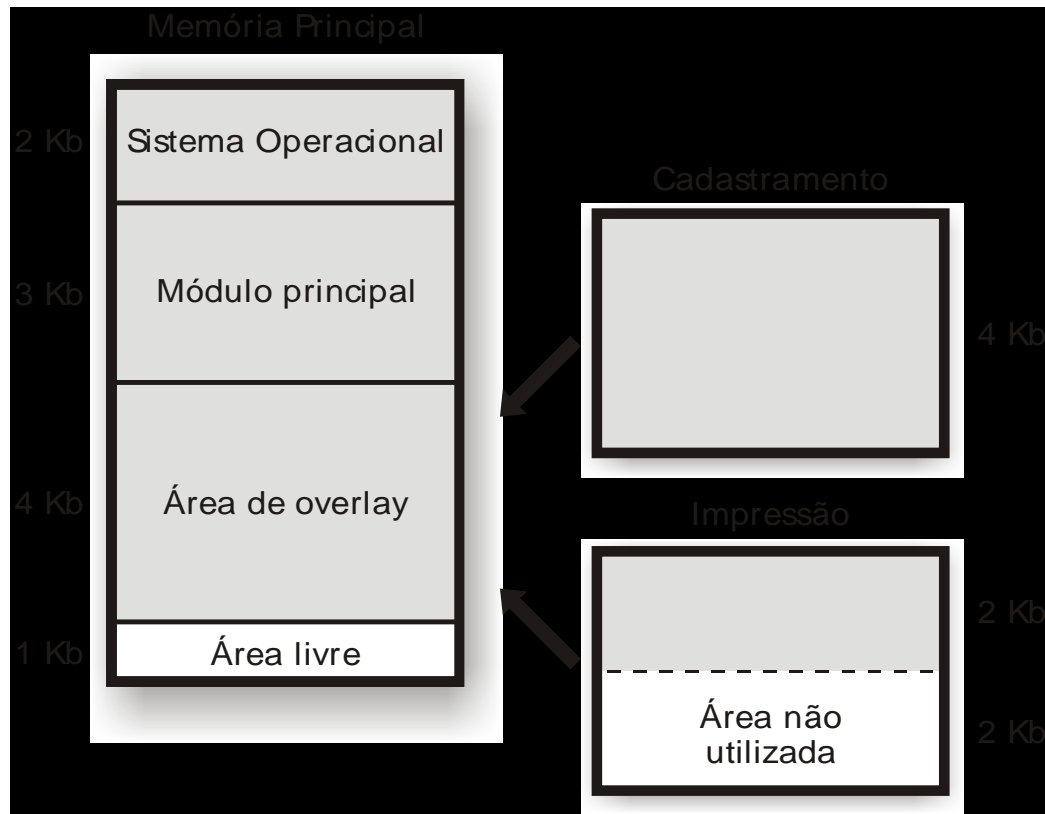 Memória Principal
2 Kb
Sistema Operacional
3 Kb
Módulo principal
4 Kb
Área de overlay
1 Kb
Área livre
Cadastramento
4 Kb
Impressão
2 Kb
Área não
utilizada
2 Kb